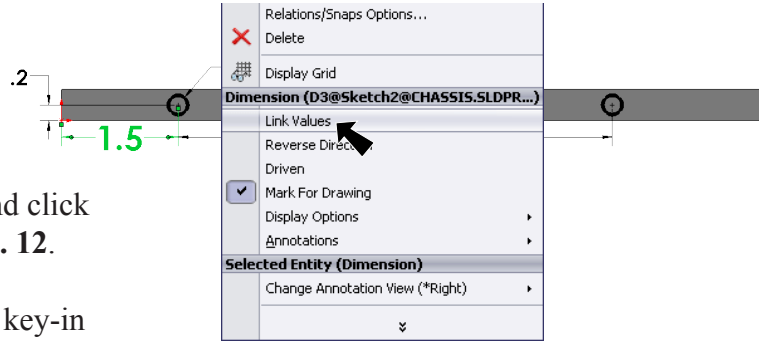 Relations/Snaps Options...
Delete
Display Grid
.2
Dimension (D3@Sketch2@CHASSIS.SLDPR...)
Link Values
1.5
Reverse
Driven
Mark For Drawing
nd click
Display Options
. 12.
Annotations
Selected Entity (Dimension)
Change Annotation View (*Right)
key-in